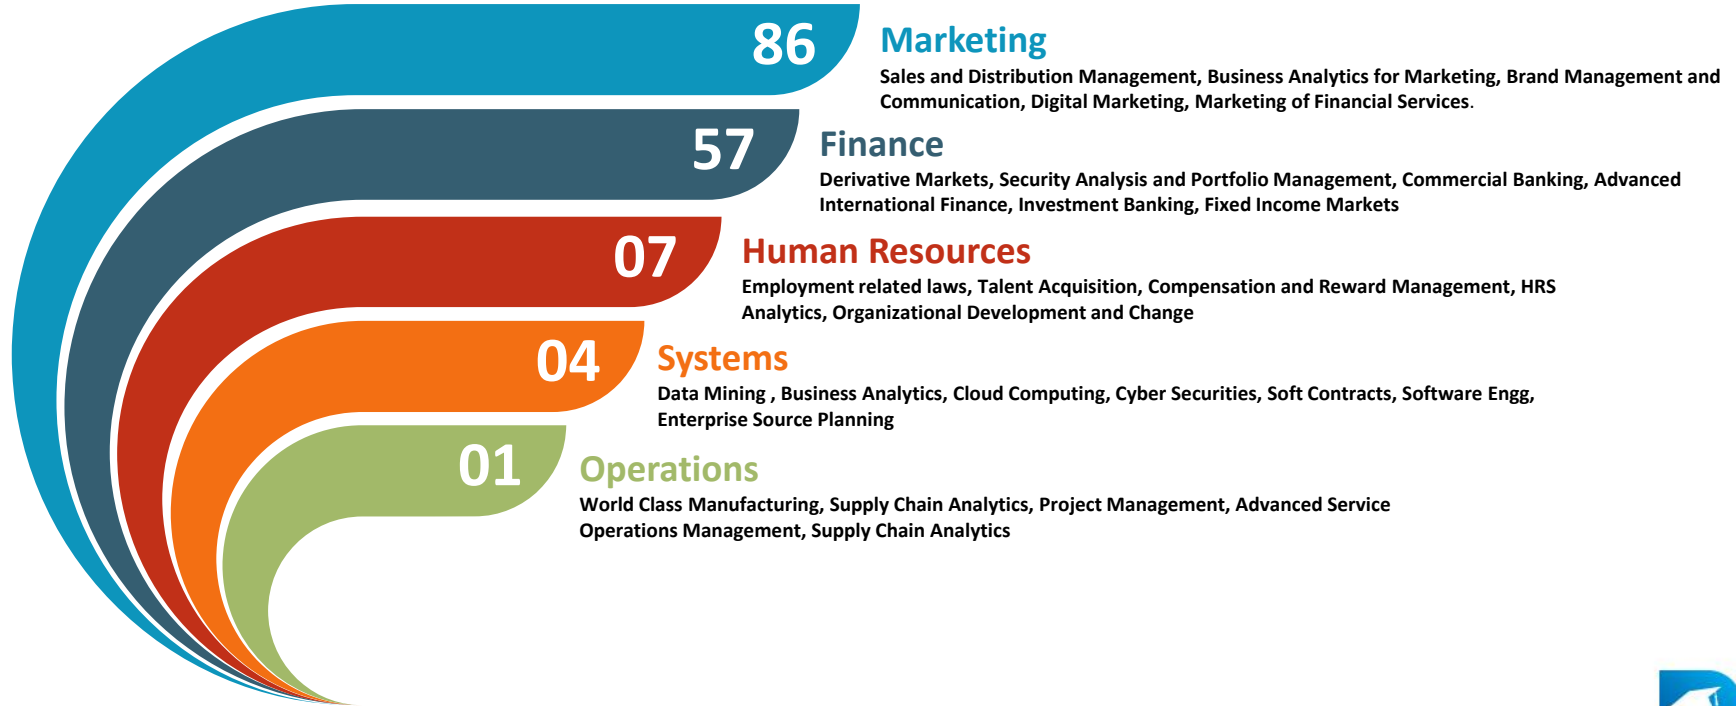 86
Marketing
Sales and Distribution Management, Business Analytics for Marketing, Brand Management and
Communication, Digital Marketing, Marketing of Financial Services.
57
Finance
Derivative Markets, Security Analysis and Portfolio Management, Commercial Banking, Advanced
International Finance, Investment Banking, Fixed Income Markets
07
Human Resources
Employment related laws, Talent Acquisition, Compensation and Reward Management, HRS
Analytics, Organizational Development and Change
04
Systems
Data Mining , Business Analytics, Cloud Computing, Cyber Securities, Soft Contracts, Software Engg,
Enterprise Source Planning
01
Operations
World Class Manufacturing, Supply Chain Analytics, Project Management, Advanced Service
Operations Management, Supply Chain Analytics